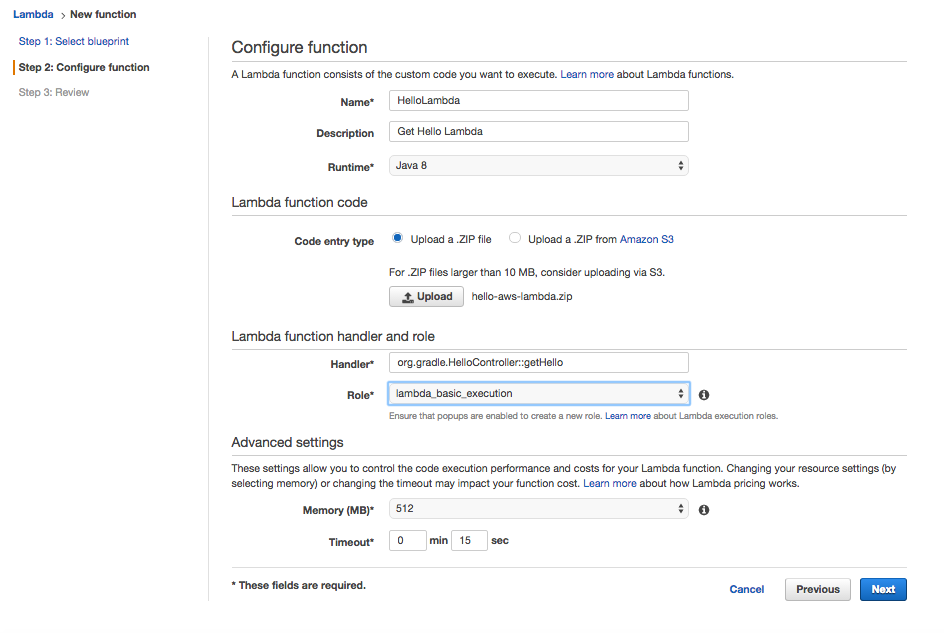 Lambda > New function
Step 1: Select blueprint
Step 2: Configure function
Step 3: Review
Configure function
A Lambda function consists of the custom code you want to execute. Learn more about Lambda functions.
Name* HelloLambda
Description Get Hello Lambda
Runtime* Java 8
Lambda function code
Code entry type Upload a .ZIP file Upload a .ZIP from Amazon S3
For .ZIP files larger than 10 MB, consider uploading via S3.
Upload hello-aws-lambda.zip
Lambda function handler and role
Handler* org.gradle.HelloController::getHello
Role* lambda_basic_execution
Ensure that popups are enabled to create a new role. Learn more about Lambda execution roles.
Advanced settings
These settings allow you to control the code execution performance and costs for your Lambda function. Changing your resource settings (by
selecting memory) or changing the timeout may impact your function cost. Learn more about how Lambda pricing works.
Memory (MB)* 512
Timeout* 0 min 15 sec
* These fields are required.
Cancel Previous Next